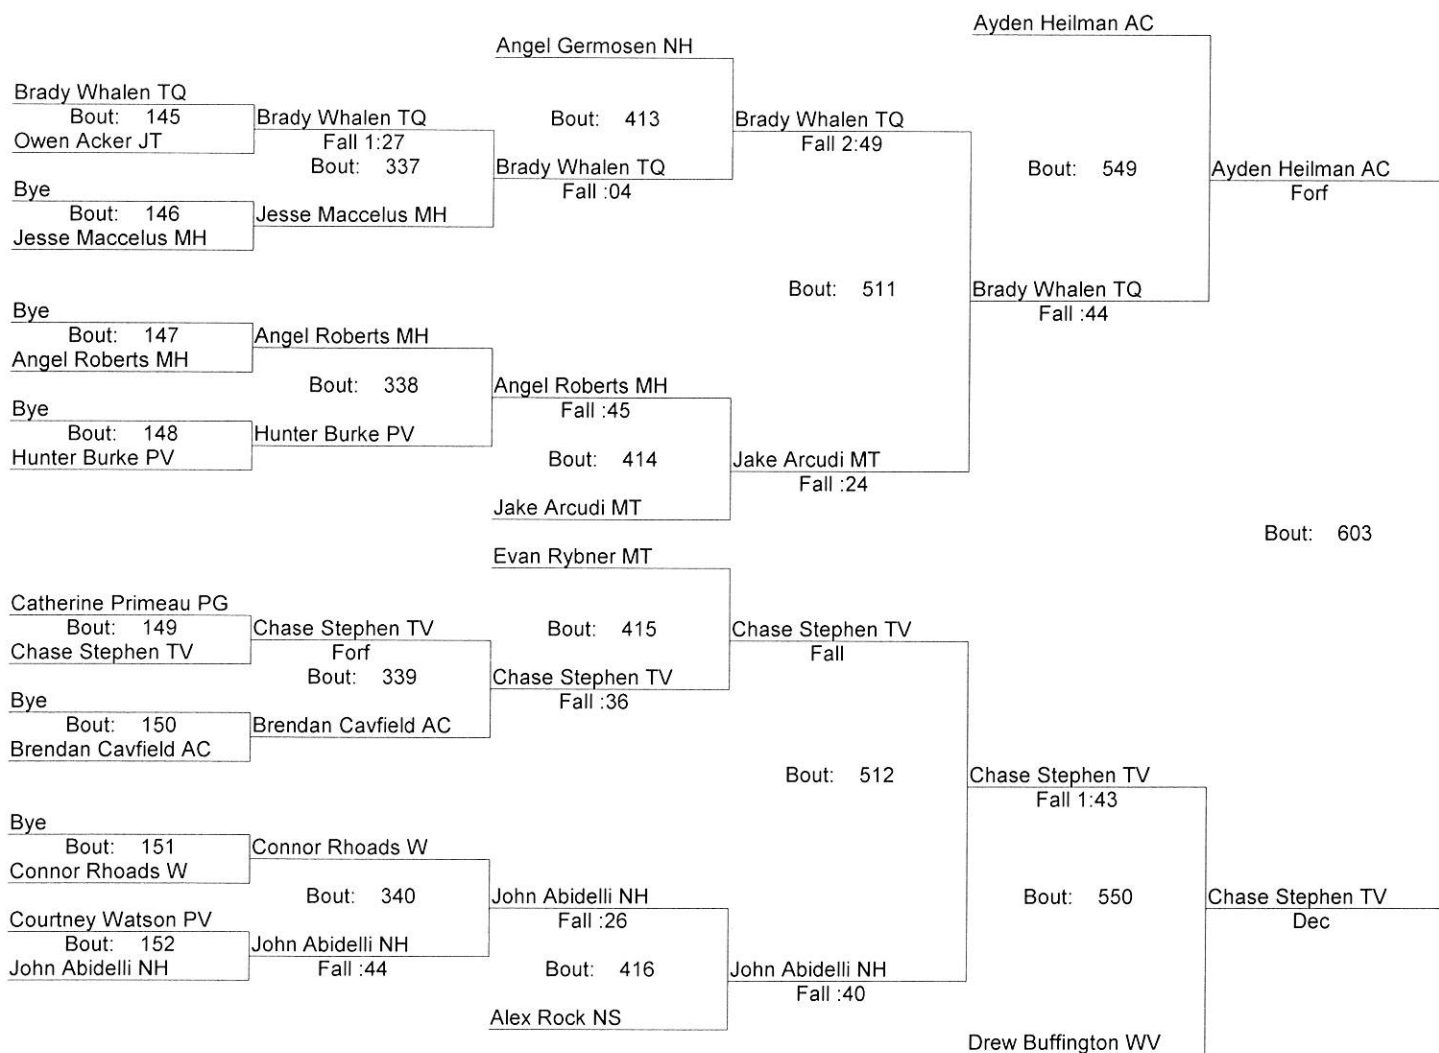 Ayden Heilman AC
Angel Germosen NH
Brady Whalen TQ
Bout: 145
Owen Acker JT
Brady Whalen TQ
Fall 1:27
Bout: 337
Bye
Bout: 146
Jesse Maccelus MH
Jesse Maccelus MH
Brady Whalen TQ
Fall :04
Bout: 413
Brady Whalen TQ
Fall 2:49
Bout: 549
Ayden Heilman AC
Forf
Bye
Bout: 147
Angel Roberts MH
Angel Roberts MH
Bout: 338
Bye
Bout: 148
Hunter Burke PV
Hunter Burke PV
Angel Roberts MH
Fall :45
Bout: 414
Jake Arcudi MT
Jake Arcudi MT
Fall :24
Bout: 511
Brady Whalen TQ
Fall :44
Bout: 603
Evan Rybner MT
Catherine Primeau PG
Bout: 149
Chase Stephen TV
Chase Stephen TV
Forf
Bout: 339
Bye
Bout: 150
Brendan Cavfield AC
Brendan Cavfield AC
Chase Stephen TV
Fall :36
Bout: 415
Chase Stephen TV
Fall
Bout: 512
Chase Stephen TV
Fall 1:43
Bye
Bout: 151
Connor Rhoads W
Connor Rhoads W
Bout: 340
Courtney Watson PV
Bout: 152
John Abidelli NH
John Abidelli NH
Fall :44
John Abidelli NH
Fall :26
Bout: 416
Alex Rock NS
John Abidelli NH
Fall :40
Bout: 550
Chase Stephen TV
Dec
Drew Buffington WV